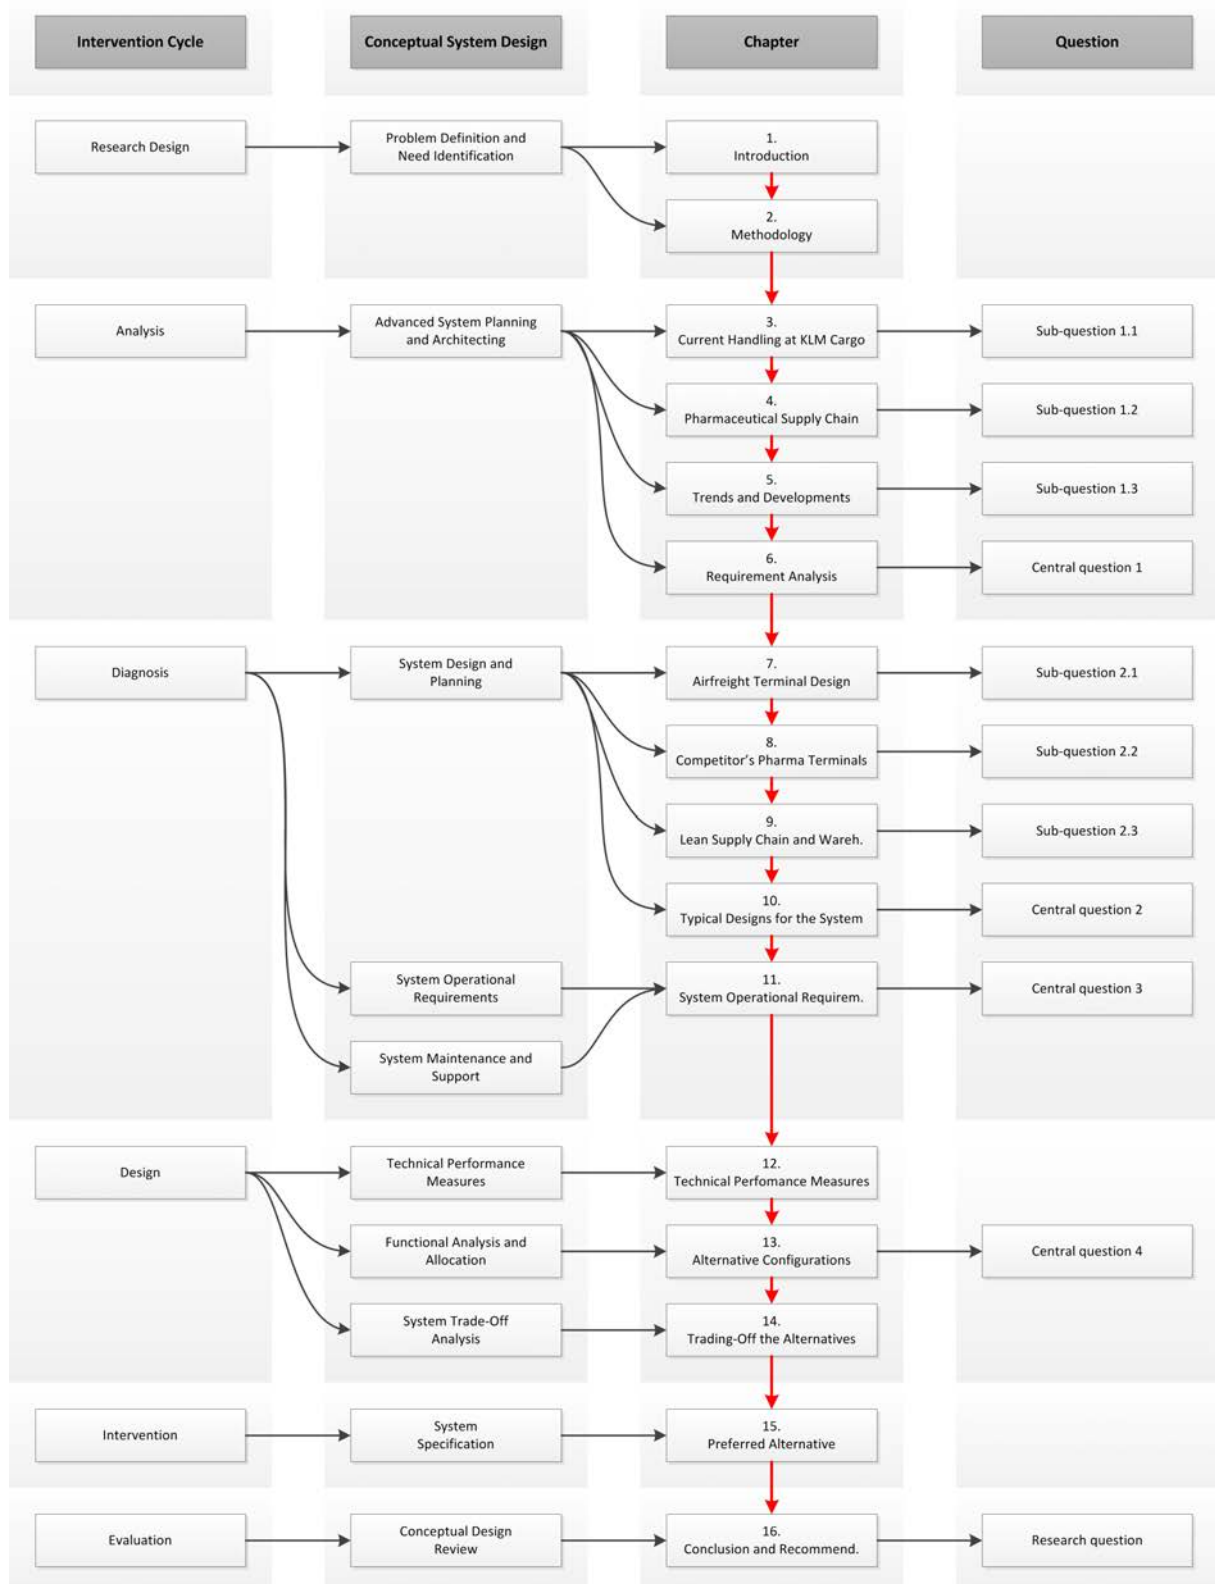 Intervention Cycle
Conceptual System Design
Chapter
Question
Research Design
Problem Definition and
Need Identification
1.
Introduction
2.
Methodology
Analysis
Advanced System Planning
and Architecting
3.
Current Handling at KLM Cargo
Sub-question 1.1
4.
Pharmaceutical Supply Chain
Sub-question 1.2
5.
Trends and Developments
Sub-question 1.3
6.
Requirement Analysis
Central question 1
Diagnosis
System Design and
Planning
7.
Airfreight Terminal Design
Sub-question 2.1
8.
Competitor's Pharma Terminals
Sub-question 2.2
9.
Lean Supply Chain and Wareh.
Sub-question 2.3
10.
Typical Designs for the System
Central question 2
System Operational
Requirements
11.
System Operational Requirem.
Central question 3
System Maintenance and
Support
Design
Technical Performance
Measures
12.
Technical Perfomance Measures
Functional Analysis and
Allocation
13.
Alternative Configurations
Central question 4
System Trade-Off
Analysis
14.
Trading-Off the Alternatives
Intervention
System
Specification
15.
Preferred Alternative
Evaluation
Conceptual Design
Review
16.
Conclusion and Recommend.
Research question